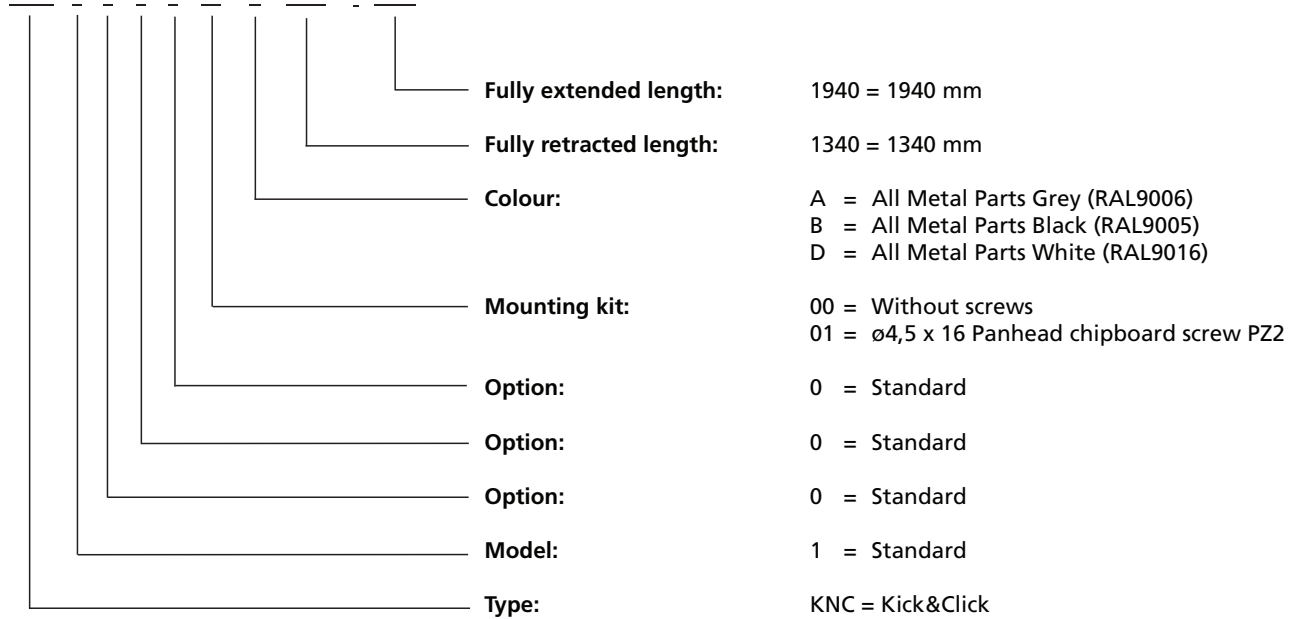 Fully extended length: 1940 = 1940 mm
Fully retracted length: 1340 = 1340 mm
Colour: A = All Metal Parts Grey (RAL9006)
B = All Metal Parts Black (RAL9005)
D = All Metal Parts White (RAL9016)
Mounting kit: 00 = Without screws
01 = ø4,5 x 16 Panhead chipboard screw PZ2
Option: 0 = Standard
Option: 0 = Standard
Option: 0 = Standard
Model: 1 = Standard
Type: KNC = Kick&Click